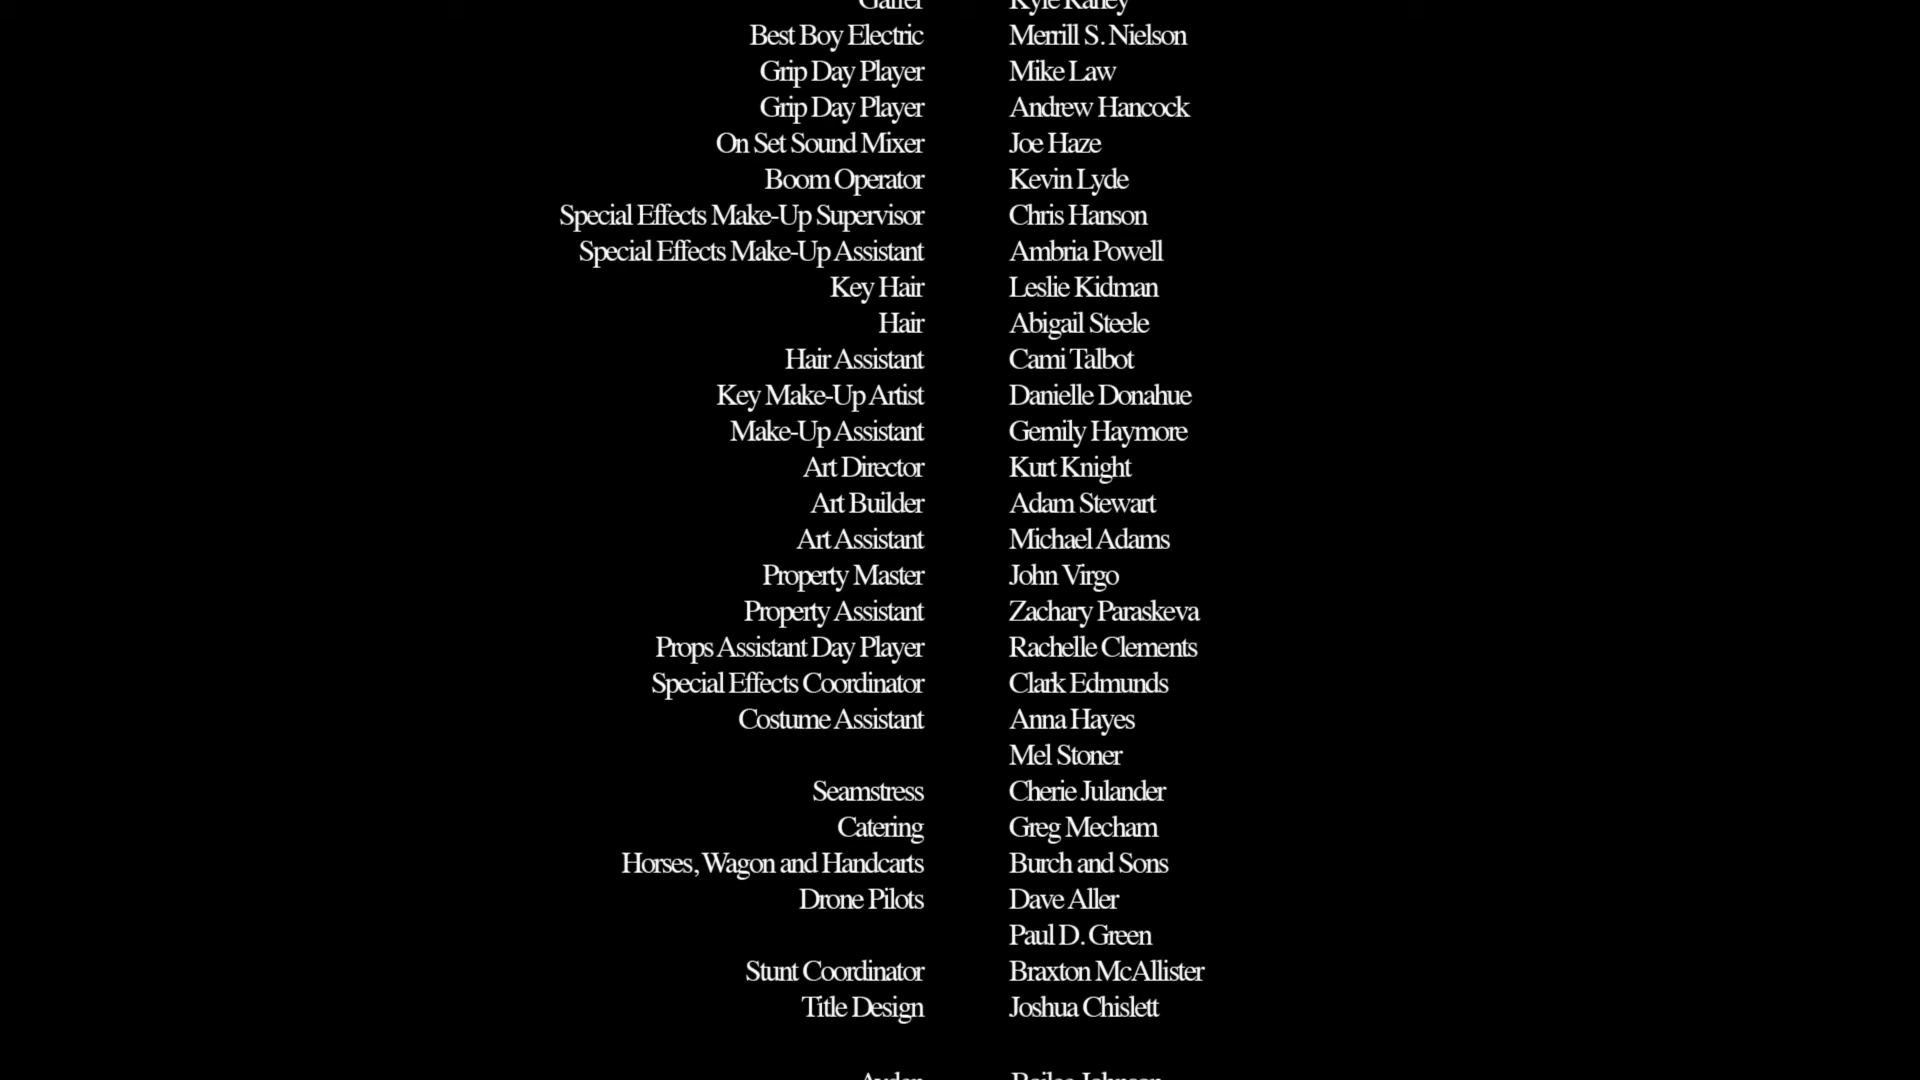 Gaffer Kyle Raney
Best Boy Electric Merrill S. Nielson
Grip Day Player Mike Law
Grip Day Player Andrew Hancock
On Set Sound Mixer Joe Haze
Boom Operator Kevin Lyde
Special Effects Make-Up Supervisor Chris Hanson
Special Effects Make-Up Assistant Ambria Powell
Key Hair Leslie Kidman
Hair Abigail Steele
Hair Assistant Cami Talbot
Key Make-Up Artist Danielle Donahue
Make-Up Assistant Gemily Haymore
Art Director Kurt Knight
Art Builder Adam Stewart
Art Assistant Michael Adams
Property Master John Virgo
Property Assistant Zachary Paraskeva
Props Assistant Day Player Rachelle Clements
Special Effects Coordinator Clark Edmunds
Costume Assistant Anna Hayes
Mel Stoner
Seamstress Cherie Julander
Catering Greg Mecham
Horses, Wagon and Handcarts Burch and Sons
Drone Pilots Dave Aller
Paul D. Green
Stunt Coordinator Braxton McAllister
Title Design Joshua Chislett